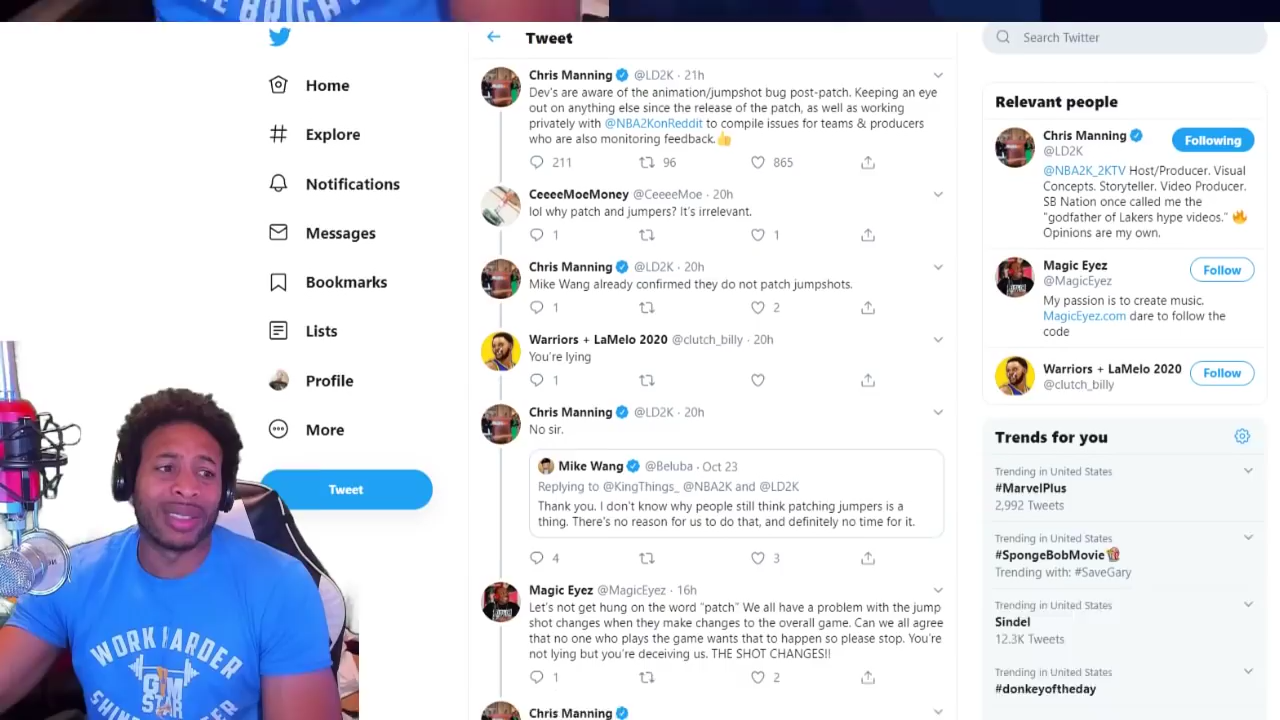 Home
Explore
Notifications
Messages
Bookmarks
Lists
Profile
More
Tweet
Tweet
Chris Manning @LD2K · 21h
Dev's are aware of the animation/jumpshot bug post-patch. Keeping an eye
out on anything else since the release of the patch, as well as working
privately with @NBA2KonReddit to compile issues for teams & producers
who are also monitoring feedback.👍
211 96 865
CeeeeMoeMoney @CeeeeMoe · 20h
lol why patch and jumpers? It's irrelevant.
1 1
Chris Manning @LD2K · 20h
Mike Wang already confirmed they do not patch jumpshots.
1 2
Warriors + LaMelo 2020 @clutch_billy · 20h
You're lying
1
Chris Manning @LD2K · 20h
No sir.
Mike Wang @Beluba · Oct 23
Replying to @KingThings_ @NBA2K and @LD2K
Thank you. I don't know why people still think patching jumpers is a
thing. There's no reason for us to do that, and definitely no time for it.
4 3
Magic Eyez @MagicEyez · 16h
Let's not get hung on the word "patch" We all have a problem with the jump
shot changes when they make changes to the overall game. Can we all agree
that no one who plays the game wants that to happen so please stop. You're
not lying but you're deceiving us. THE SHOT CHANGES!!
1 2
Chris Manning
Search Twitter
Relevant people
Chris Manning
@LD2K
Following
@NBA2K_2KTV Host/Producer. Visual
Concepts. Storyteller. Video Producer.
SB Nation once called me the
"godfather of Lakers hype videos." 🔥
Opinions are my own.
Magic Eyez
@MagicEyez
Follow
My passion is to create music.
MagicEyez.com dare to follow the
code
Warriors + LaMelo 2020
@clutch_billy
Follow
Trends for you
Trending in United States
#MarvelPlus
2,992 Tweets
Trending in United States
#SpongeBobMovie🍿
Trending with: #SaveGary
Trending in United States
Sindel
12.3K Tweets
Trending in United States
#donkeyoftheday
WORK HARDER
GYM
STAR